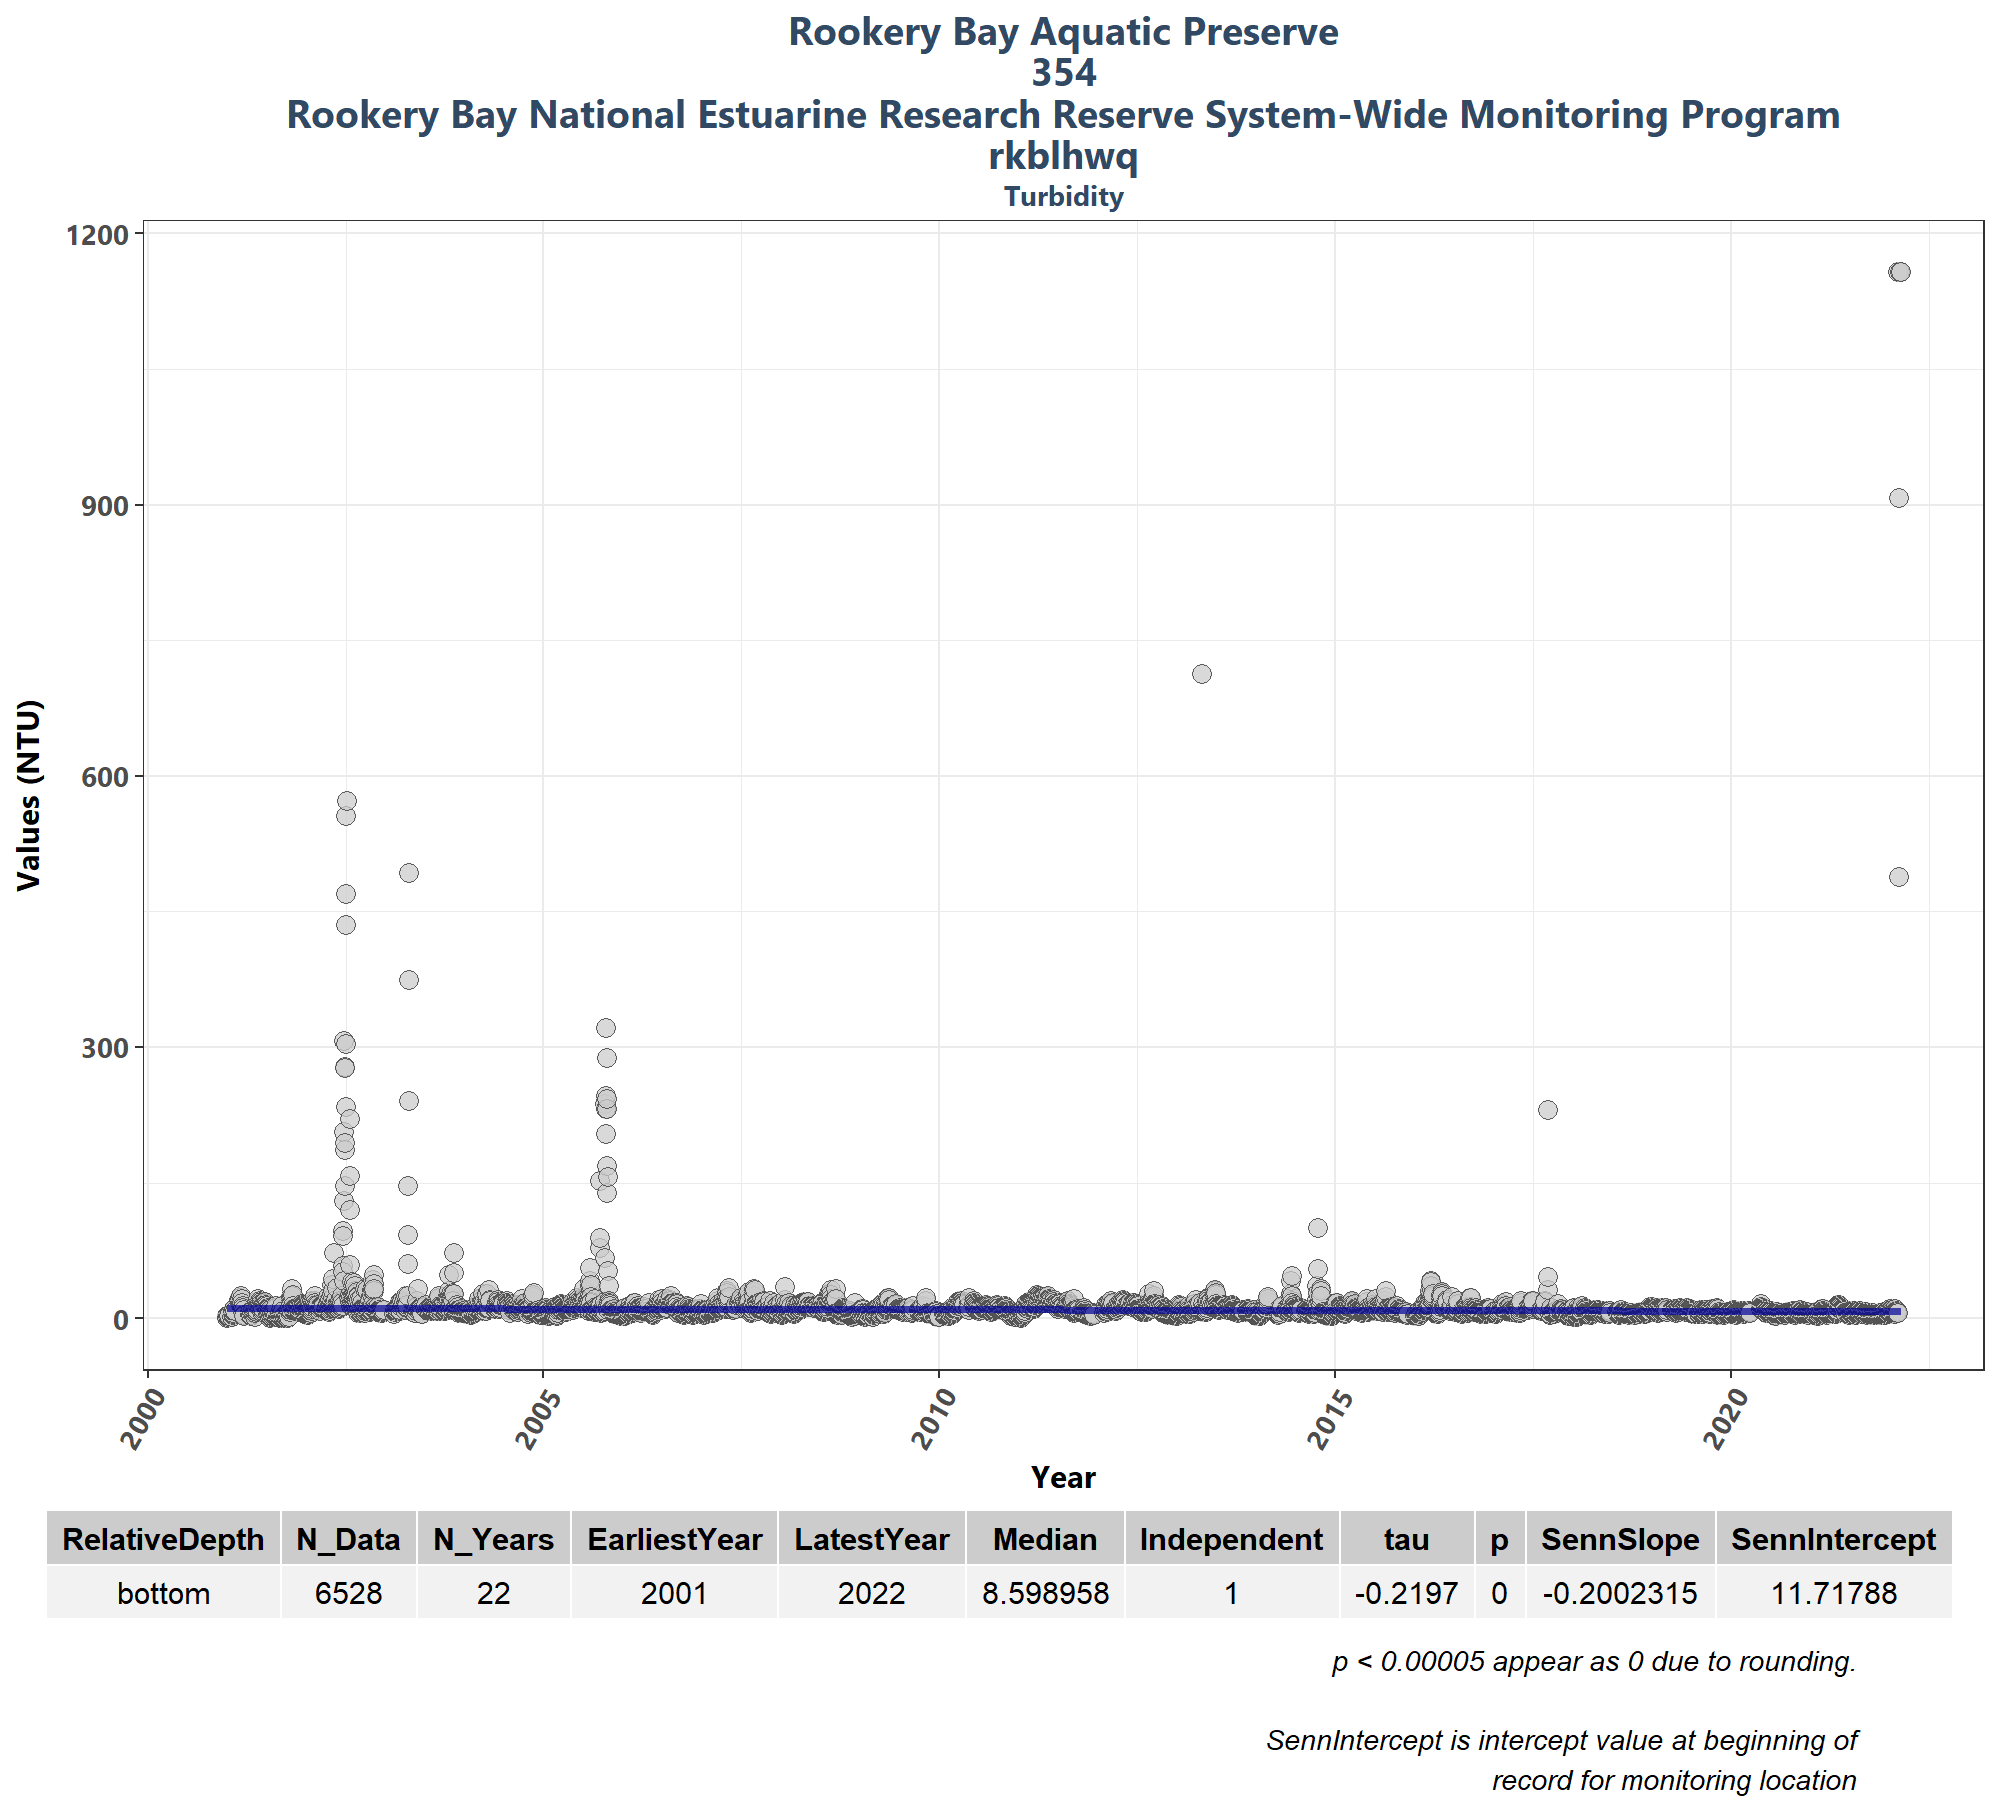 Rookery Bay Aquatic Preserve
354
Rookery Bay National Estuarine Research Reserve System-Wide Monitoring Program
rkblhwq
Turbidity
1200
900
600
300
0
Values (NTU)
2000 2005 2010 2015 2020
Year
RelativeDepth N_Data N_Years EarliestYear LatestYear Median Independent tau p SennSlope SennIntercept
bottom 6528 22 2001 2022 8.598958 1 -0.2197 0 -0.2002315 11.71788
p < 0.00005 appear as 0 due to rounding.
SennIntercept is intercept value at beginning of
record for monitoring location